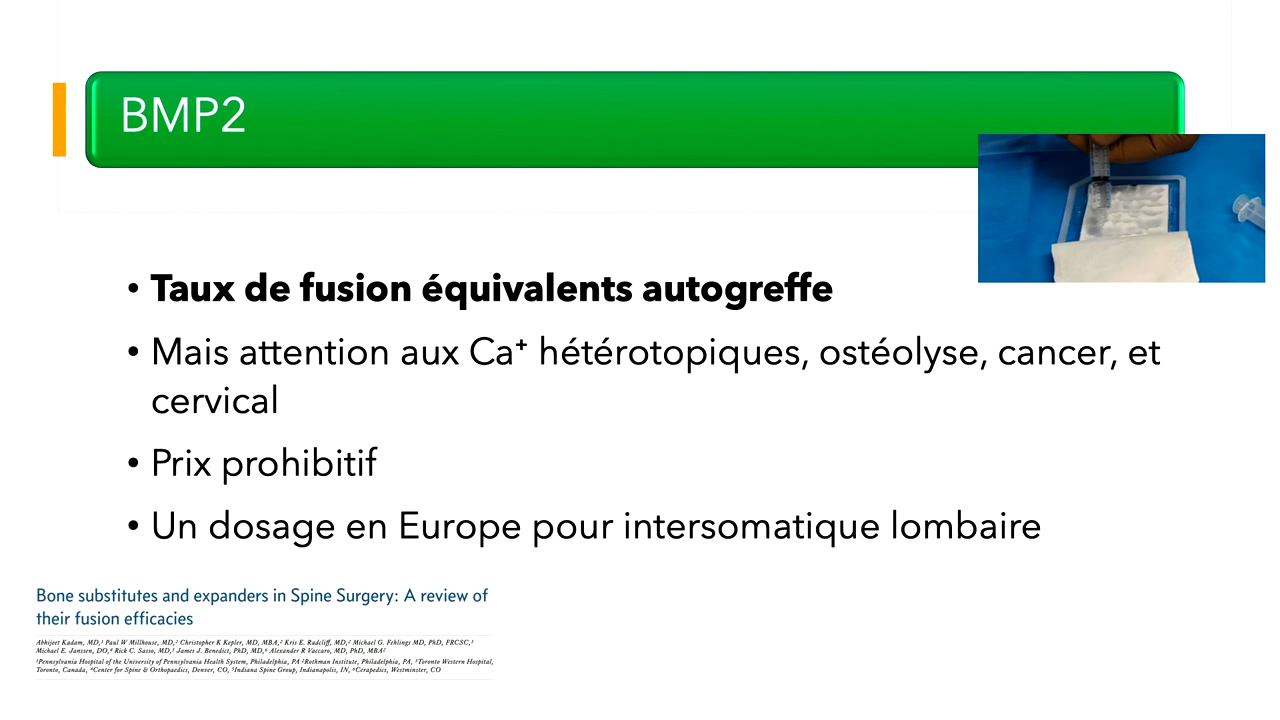 BMP2
• Taux de fusion équivalents autogreffe
• Mais attention aux Ca⁺ hétérotopiques, ostéolyse, cancer, et
cervical
• Prix prohibitif
• Un dosage en Europe pour intersomatique lombaire
Bone substitutes and expanders in Spine Surgery: A review of
their fusion efficacies
Abhijeet Kadam, MD,¹ Paul W Millhouse, MD,² Christopher K Kepler, MD, MBA,² Kris E. Radcliff, MD,² Michael G. Fehlings MD, PhD, FRCSC,³
Michael E. Janssen, DO,⁴ Rick C. Sasso, MD,⁵ James J. Benedict, PhD, MD,⁶ Alexander R Vaccaro, MD, PhD, MBA²
¹Pennsylvania Hospital of the University of Pennsylvania Health System, Philadelphia, PA ²Rothman Institute, Philadelphia, PA, ³Toronto Western Hospital,
Toronto, Canada, ⁴Center for Spine & Orthopaedics, Denver, CO, ⁵Indiana Spine Group, Indianapolis, IN, ⁶Cerapedics, Westminster, CO